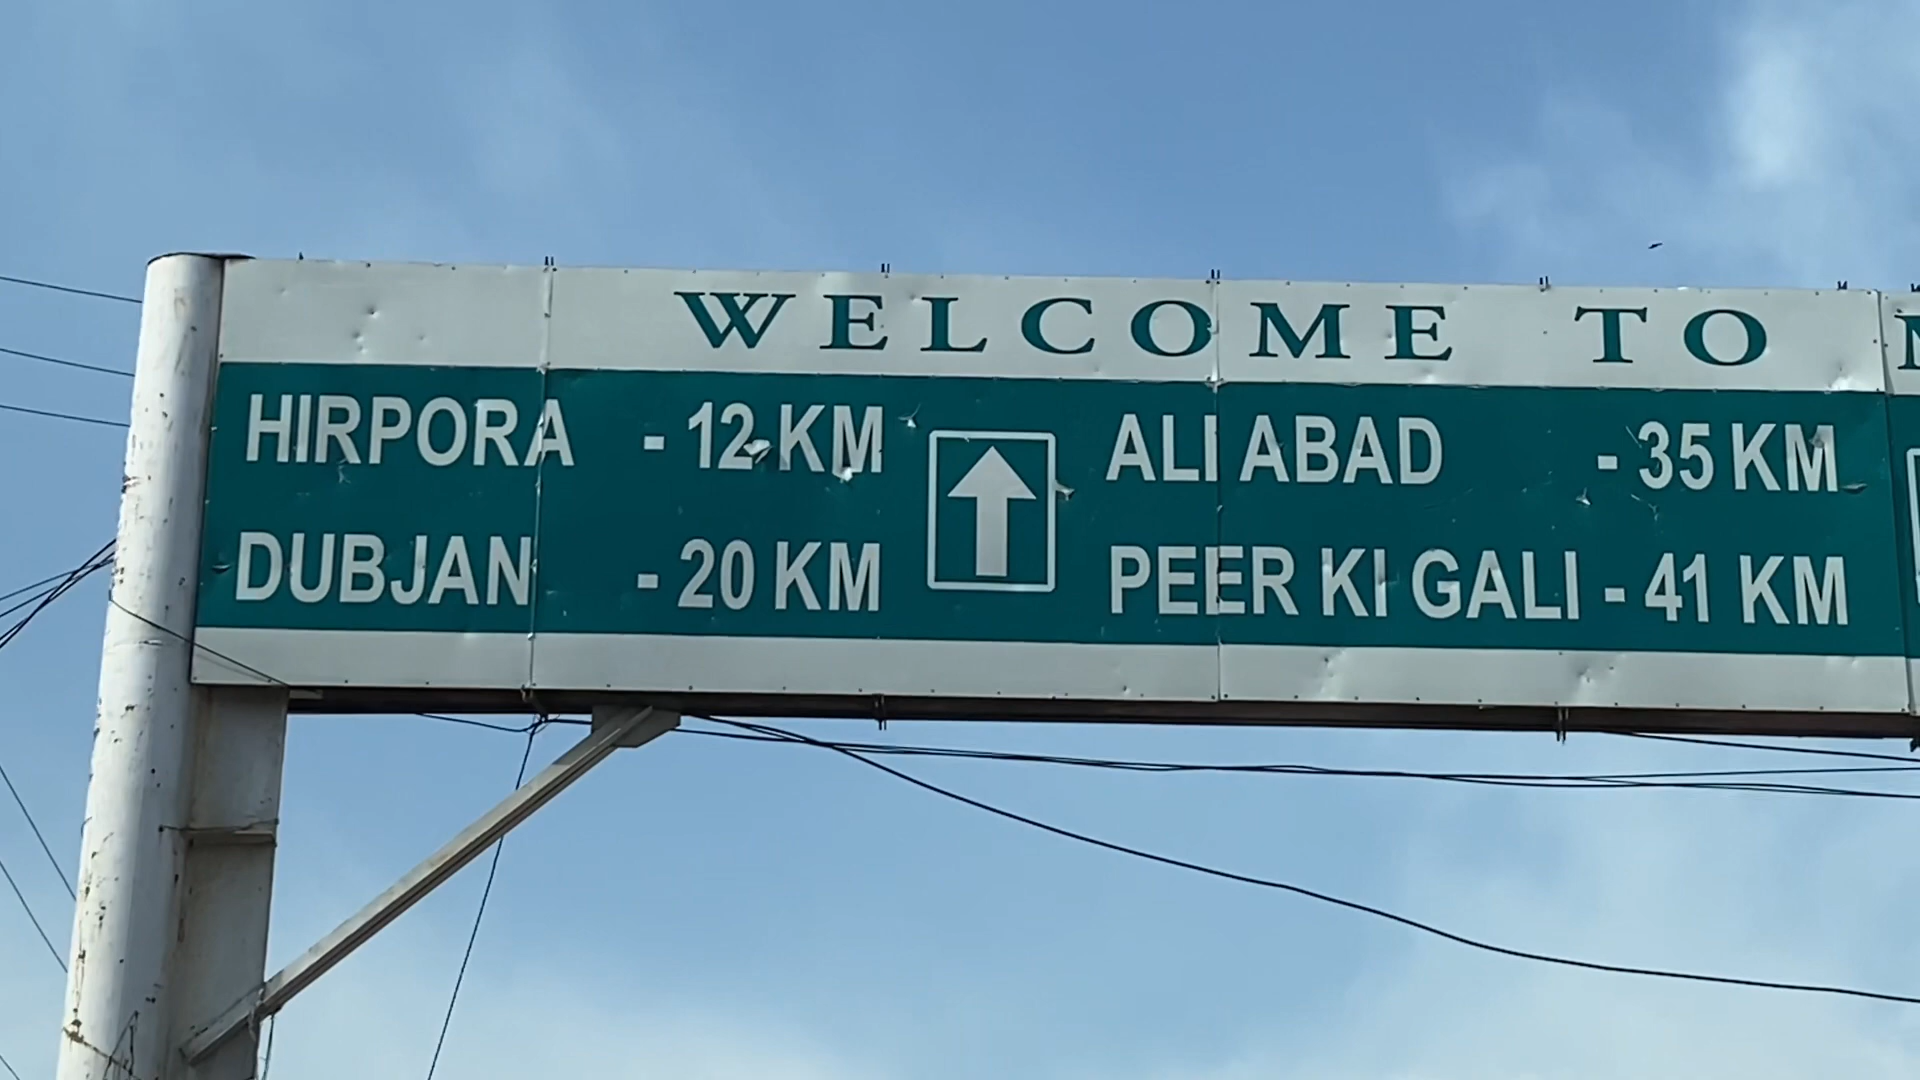 WELCOME TO
HIRPORA - 12 KM
DUBJAN - 20 KM
ALI ABAD - 35 KM
PEER KI GALI - 41 KM